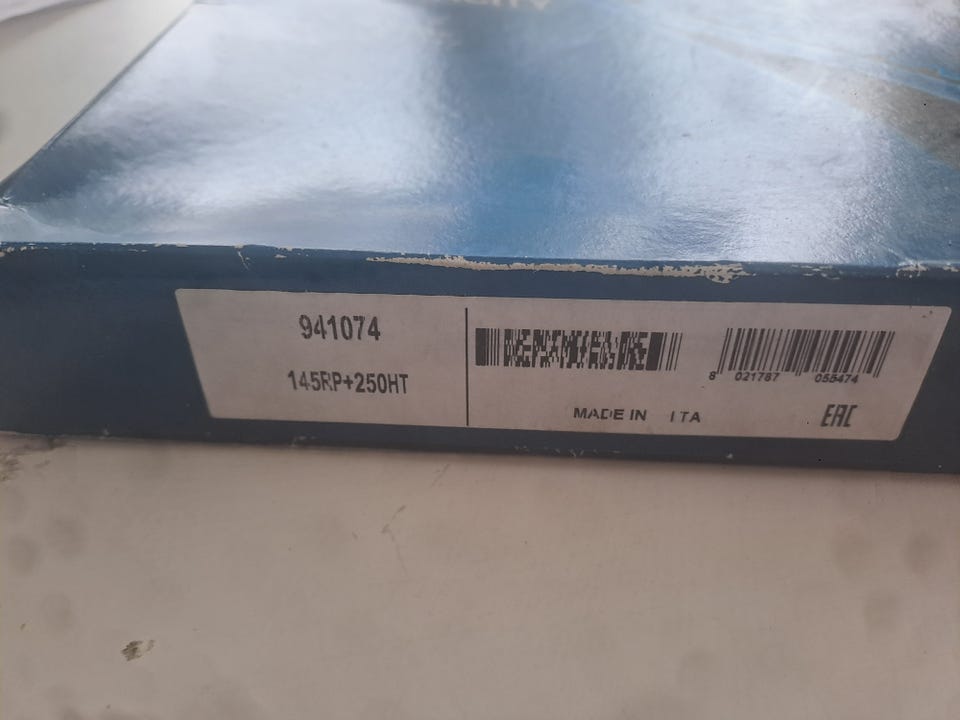 941074
145RP+250HT
8 021787 055474
MADE IN ITA
EAC